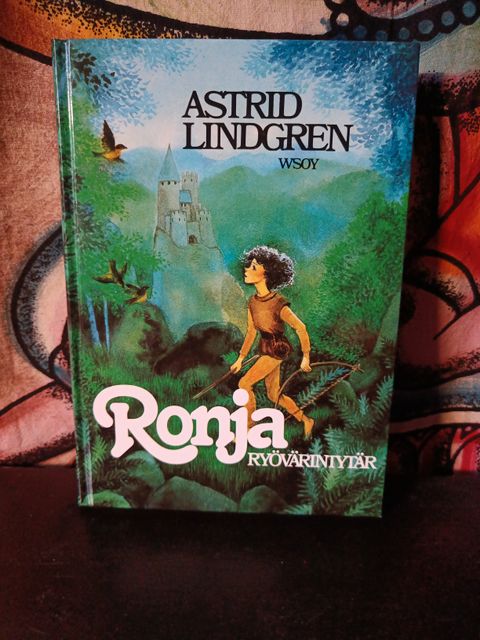 ASTRID
LINDGREN
WSOY
Ronja
RYÖVÄRINTYTÄR